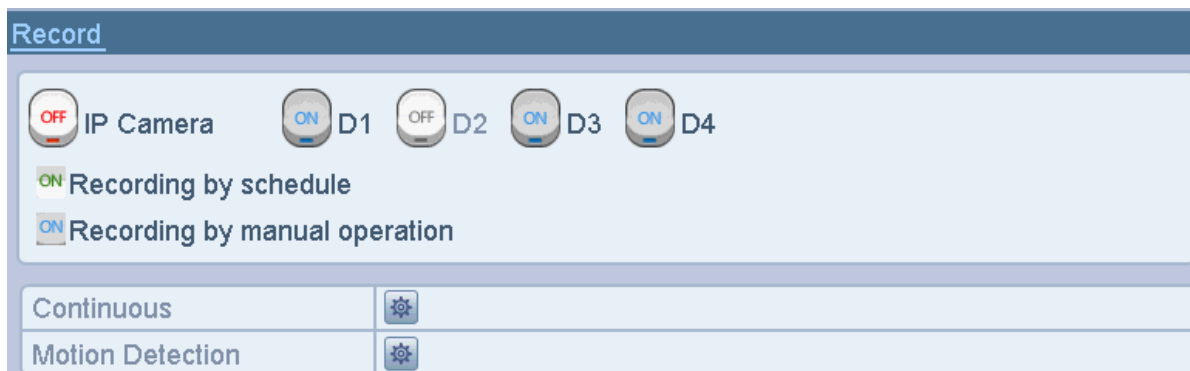 Record
OFF IP Camera ON D1 OFF D2 ON D3 ON D4
ON Recording by schedule
ON Recording by manual operation
Continuous
Motion Detection